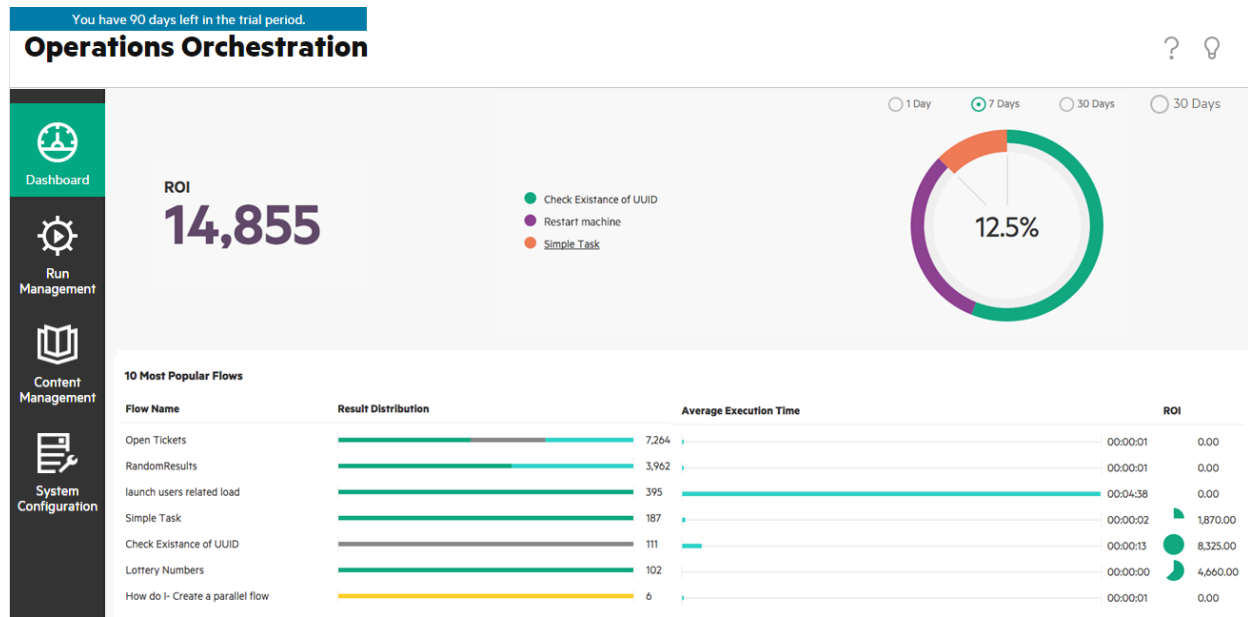 You have 90 days left in the trial period.
Operations Orchestration
1 Day 7 Days 30 Days 30 Days
Dashboard
Run
Management
Content
Management
System
Configuration
ROI
14,855
Check Existance of UUID
Restart machine
Simple Task
12.5%
10 Most Popular Flows
Flow Name Result Distribution Average Execution Time ROI
Open Tickets 7,264 00:00:01 0.00
RandomResults 3,962 00:00:01 0.00
launch users related load 395 00:04:38 0.00
Simple Task 187 00:00:02 1,870.00
Check Existance of UUID 111 00:00:13 8,325.00
Lottery Numbers 102 00:00:00 4,660.00
How do I- Create a parallel flow 6 00:00:01 0.00